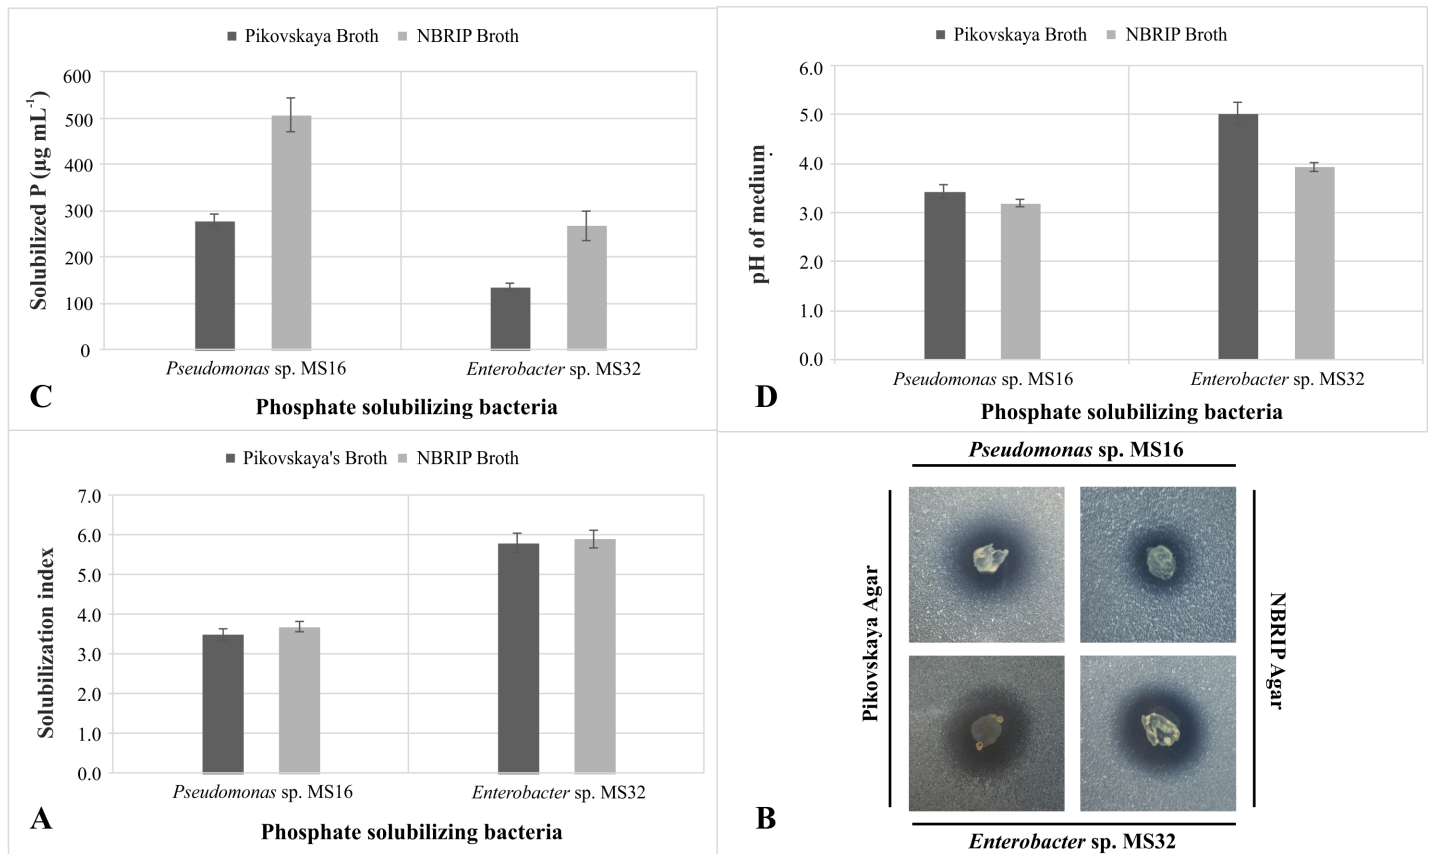 Pikovskaya Broth NBRIP Broth
Solubilized P (µg mL⁻¹)
600
500
400
300
200
100
0
Pseudomonas sp. MS16 Enterobacter sp. MS32
C
Phosphate solubilizing bacteria
Pikovskaya Broth NBRIP Broth
pH of medium.
6.0
5.0
4.0
3.0
2.0
1.0
0.0
Pseudomonas sp. MS16 Enterobacter sp. MS32
D
Phosphate solubilizing bacteria
Pikovskaya's Broth NBRIP Broth
Solubilization index
7.0
6.0
5.0
4.0
3.0
2.0
1.0
0.0
Pseudomonas sp. MS16 Enterobacter sp. MS32
A
Phosphate solubilizing bacteria
Pseudomonas sp. MS16
Pikovskaya Agar
NBRIP Agar
B
Enterobacter sp. MS32